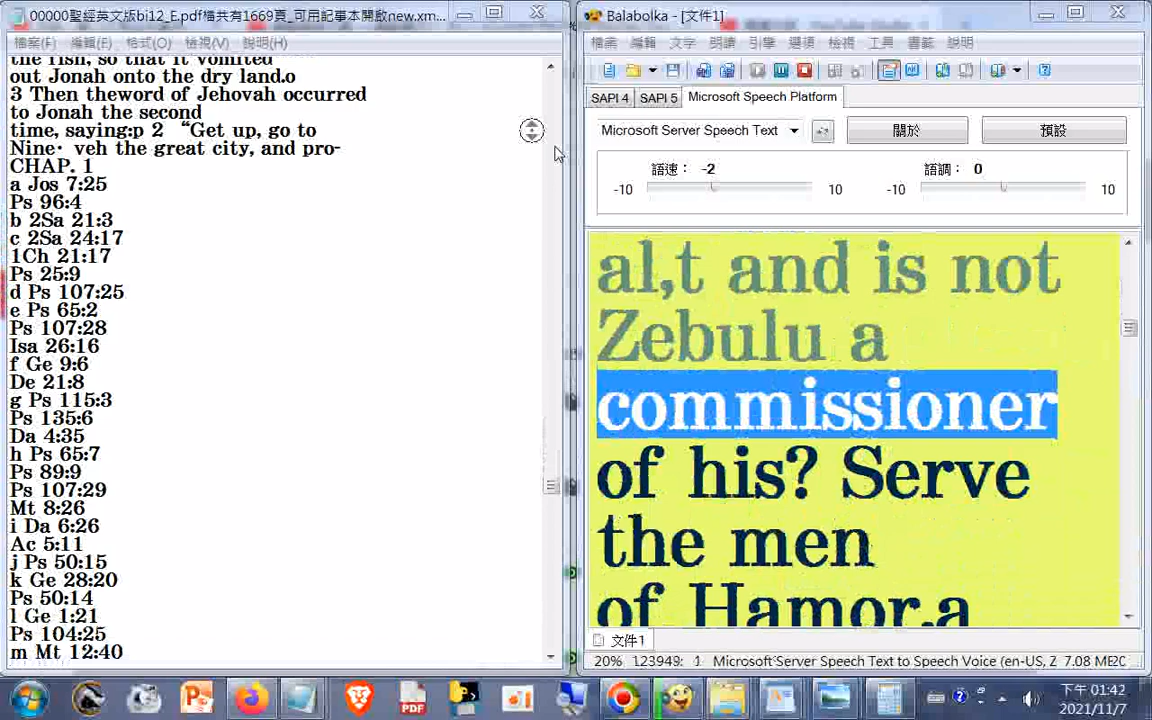 00000聖經英文版bi12_E.pdf檔共有1669頁_可用記事本開啟new.xm...
檔案(F) 編輯(E) 格式(O) 檢視(V) 說明(H)
the fish, so that it vomited
out Jonah onto the dry land.o
3 Then theword of Jehovah occurred
to Jonah the second
time, saying:p 2 “Get up, go to
Nine· veh the great city, and pro-
CHAP. 1
a Jos 7:25
Ps 96:4
b 2Sa 21:3
c 2Sa 24:17
1Ch 21:17
Ps 25:9
d Ps 107:25
e Ps 65:2
Ps 107:28
Isa 26:16
f Ge 9:6
De 21:8
g Ps 115:3
Ps 135:6
Da 4:35
h Ps 65:7
Ps 89:9
Ps 107:29
Mt 8:26
i Da 6:26
Ac 5:11
j Ps 50:15
k Ge 28:20
Ps 50:14
l Ge 1:21
Ps 104:25
m Mt 12:40
Balabolka - [文件1]
檔案 編輯 文字 朗讀 引擎 選項 檢視 工具 書籤 說明
SAPI 4 SAPI 5 Microsoft Speech Platform
Microsoft Server Speech Text 關於 預設
語速： -2 語調： 0
-10 10 -10 10
al,t and is not
Zebulu a
commissioner
of his? Serve
the men
of Hamor,a
文件1
20% 123949: 1 Microsoft Server Speech Text to Speech Voice (en-US, Z 7.08 ME
PDF
下午 01:42
2021/11/7